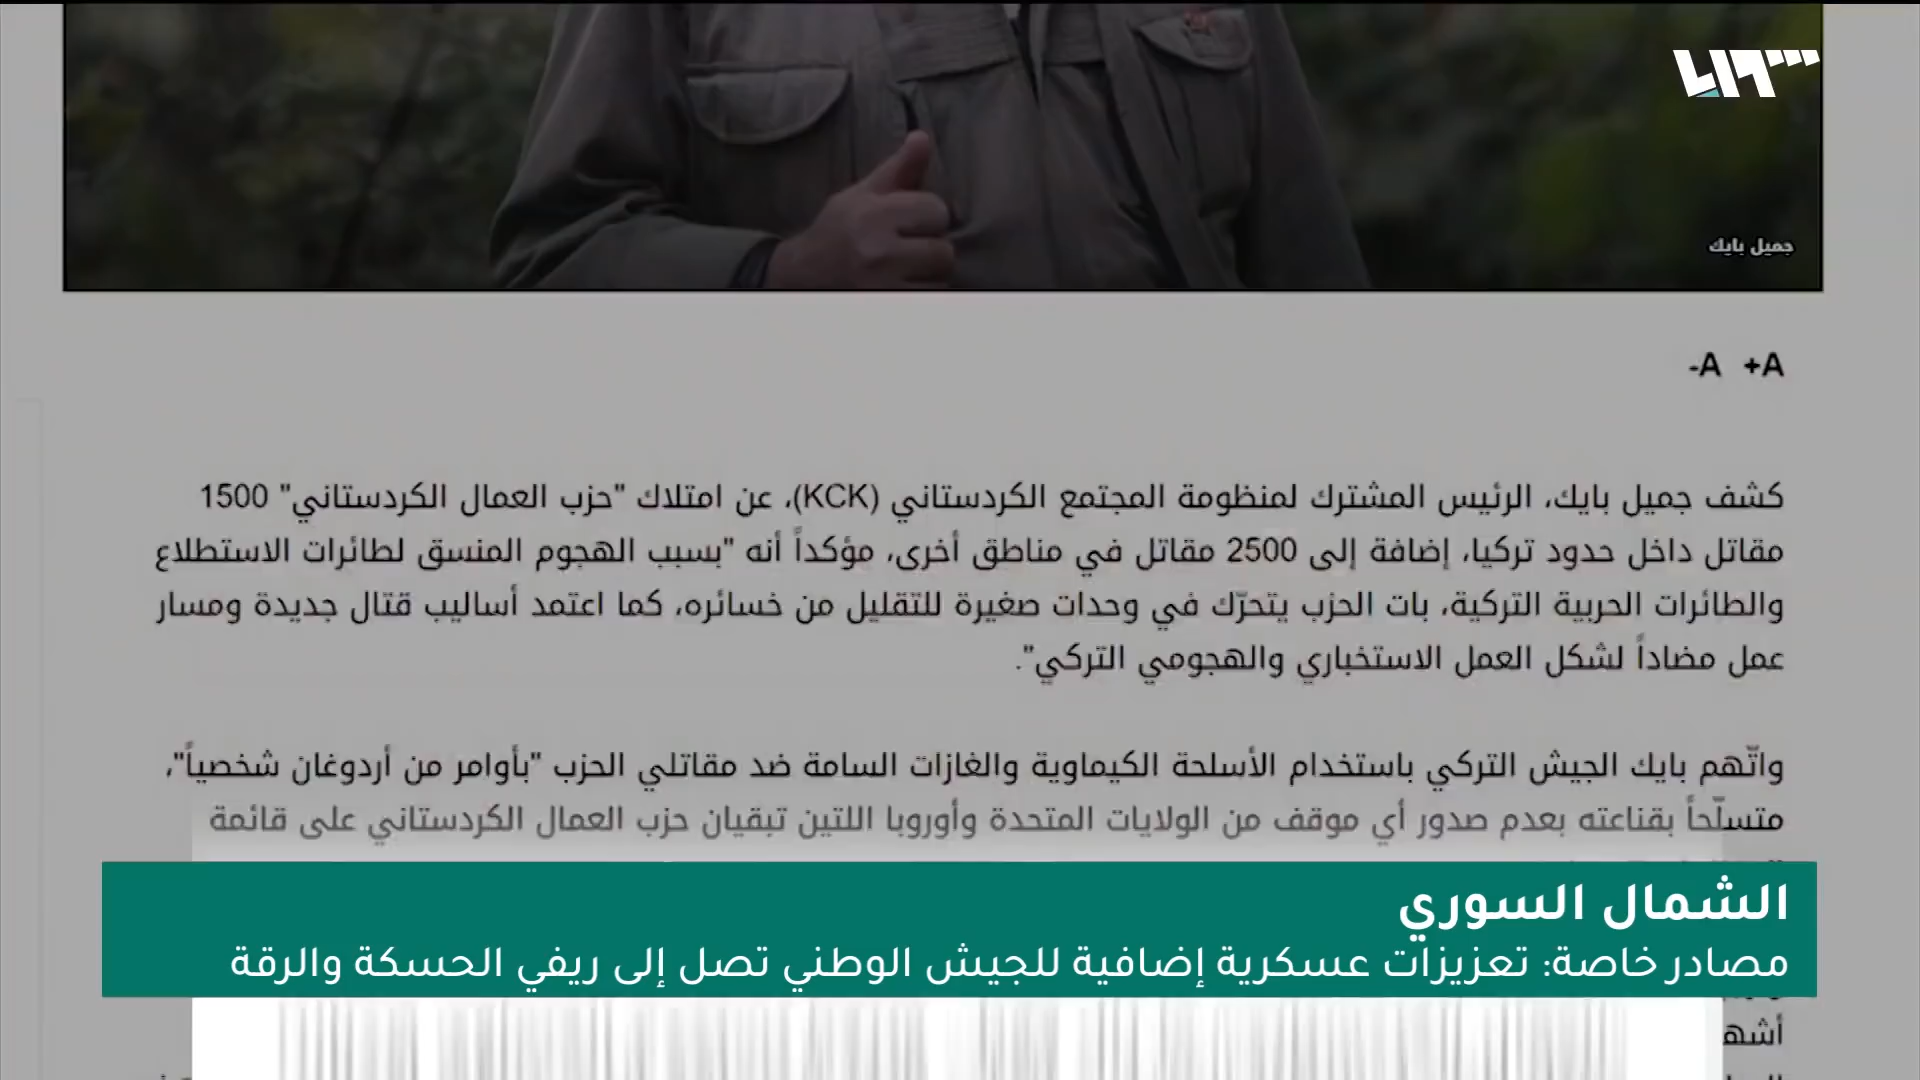 جميل بايك
A+ A-
كشف جميل بايك، الرئيس المشترك لمنظومة المجتمع الكردستاني (KCK)، عن امتلاك "حزب العمال الكردستاني" 1500
مقاتل داخل حدود تركيا، إضافة إلى 2500 مقاتل في مناطق أخرى، مؤكداً أنه "بسبب الهجوم المنسق لطائرات الاستطلاع
والطائرات الحربية التركية، بات الحزب يتحرّك في وحدات صغيرة للتقليل من خسائره، كما اعتمد أساليب قتال جديدة ومسار
عمل مضاداً لشكل العمل الاستخباري والهجومي التركي".
واتّهم بايك الجيش التركي باستخدام الأسلحة الكيماوية والغازات السامة ضد مقاتلي الحزب "بأوامر من أردوغان شخصياً"،
متسلّحاً بقناعته بعدم صدور أي موقف من الولايات المتحدة وأوروبا اللتين تبقيان حزب العمال الكردستاني على قائمة
الشمال السوري
مصادر خاصة: تعزيزات عسكرية إضافية للجيش الوطني تصل إلى ريفي الحسكة والرقة